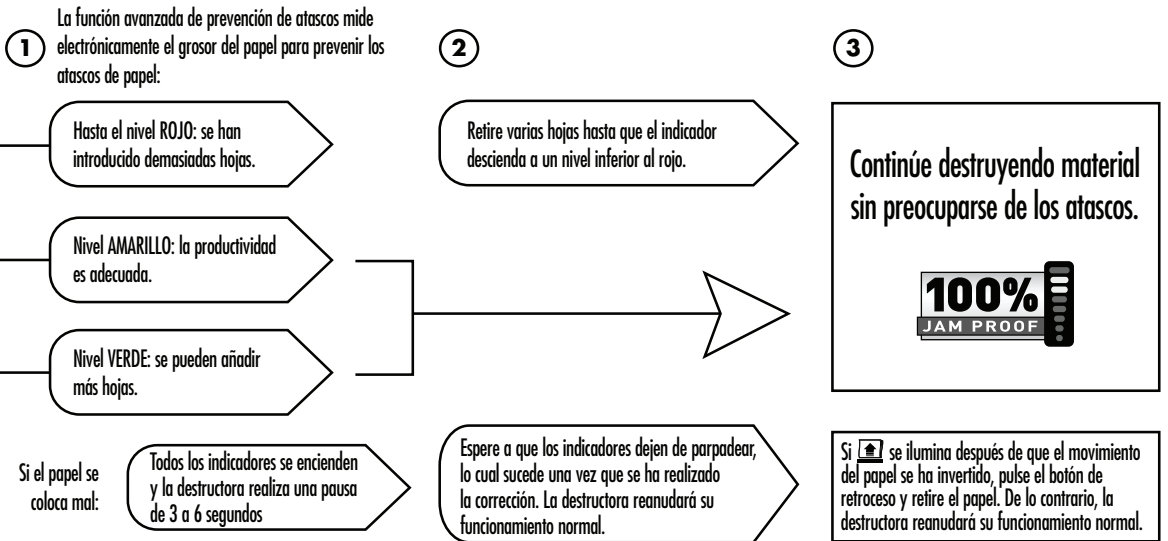 1
La función avanzada de prevención de atascos mide
electrónicamente el grosor del papel para prevenir los
atascos de papel:
Hasta el nivel ROJO: se han
introducido demasiadas hojas.
Nivel AMARILLO: la productividad
es adecuada.
Nivel VERDE: se pueden añadir
más hojas.
2
Retire varias hojas hasta que el indicador
descienda a un nivel inferior al rojo.
3
Continúe destruyendo material
sin preocuparse de los atascos.
100%
JAM PROOF
Si el papel se
coloca mal:
Todos los indicadores se encienden
y la destructora realiza una pausa
de 3 a 6 segundos
Espere a que los indicadores dejen de parpadear,
lo cual sucede una vez que se ha realizado
la corrección. La destructora reanudará su
funcionamiento normal.
Si se ilumina después de que el movimiento
del papel se ha invertido, pulse el botón de
retroceso y retire el papel. De lo contrario, la
destructora reanudará su funcionamiento normal.